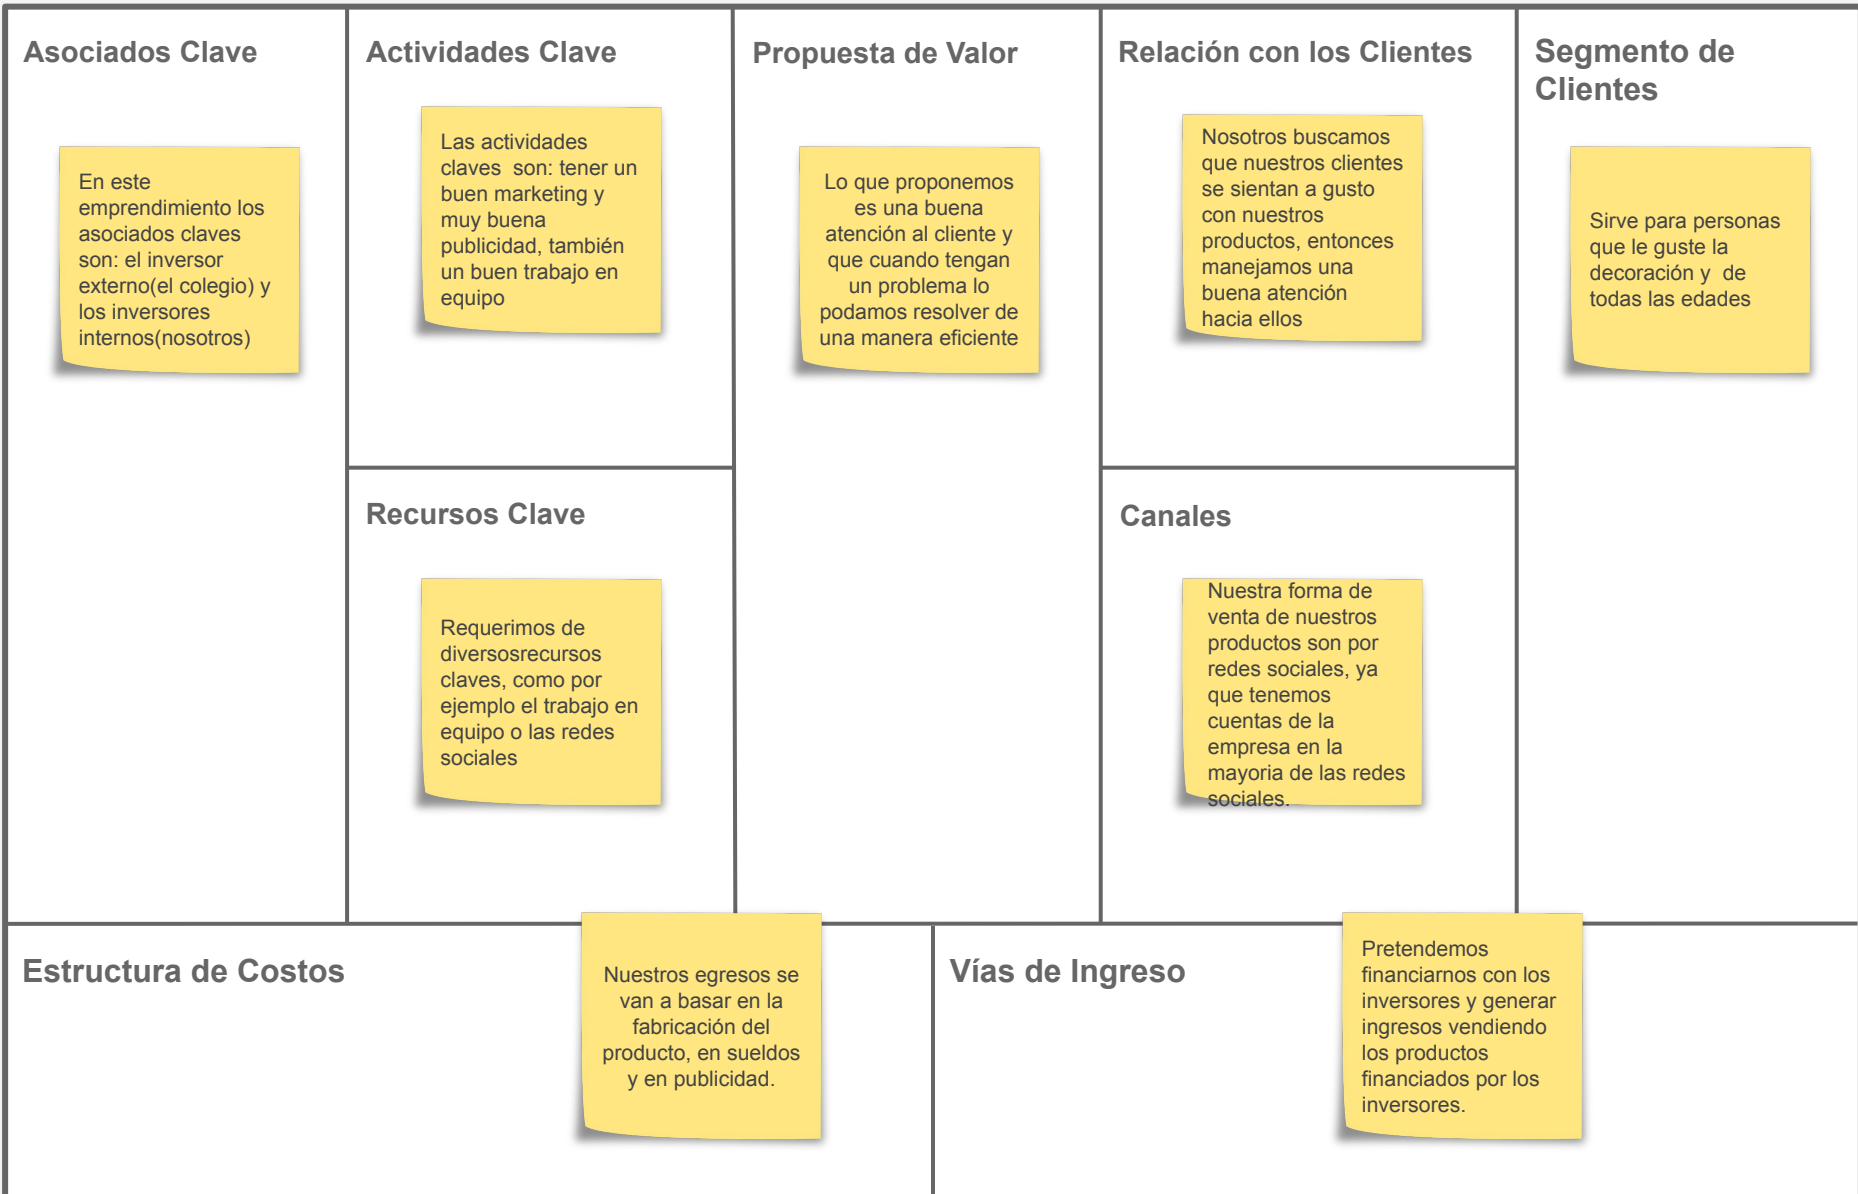 Asociados Clave
En este
emprendimiento los
asociados claves
son: el inversor
externo(el colegio) y
los inversores
internos(nosotros)
Actividades Clave
Las actividades
claves  son: tener un
buen marketing y
muy buena
publicidad, también
un buen trabajo en
equipo
Recursos Clave
Requerimos de
diversosrecursos
claves, como por
ejemplo el trabajo en
equipo o las redes
sociales
Propuesta de Valor
Lo que proponemos
es una buena
atención al cliente y
que cuando tengan
un problema lo
podamos resolver de
una manera eficiente
Relación con los Clientes
Nosotros buscamos
que nuestros clientes
se sientan a gusto
con nuestros
productos, entonces
manejamos una
buena atención
hacia ellos
Canales
Nuestra forma de
venta de nuestros
productos son por
redes sociales, ya
que tenemos
cuentas de la
empresa en la
mayoria de las redes
sociales.
Segmento de
Clientes
Sirve para personas
que le guste la
decoración y  de
todas las edades
Estructura de Costos
Nuestros egresos se
van a basar en la
fabricación del
producto, en sueldos
y en publicidad.
Vías de Ingreso
Pretendemos
financiarnos con los
inversores y generar
ingresos vendiendo
los productos
financiados por los
inversores.